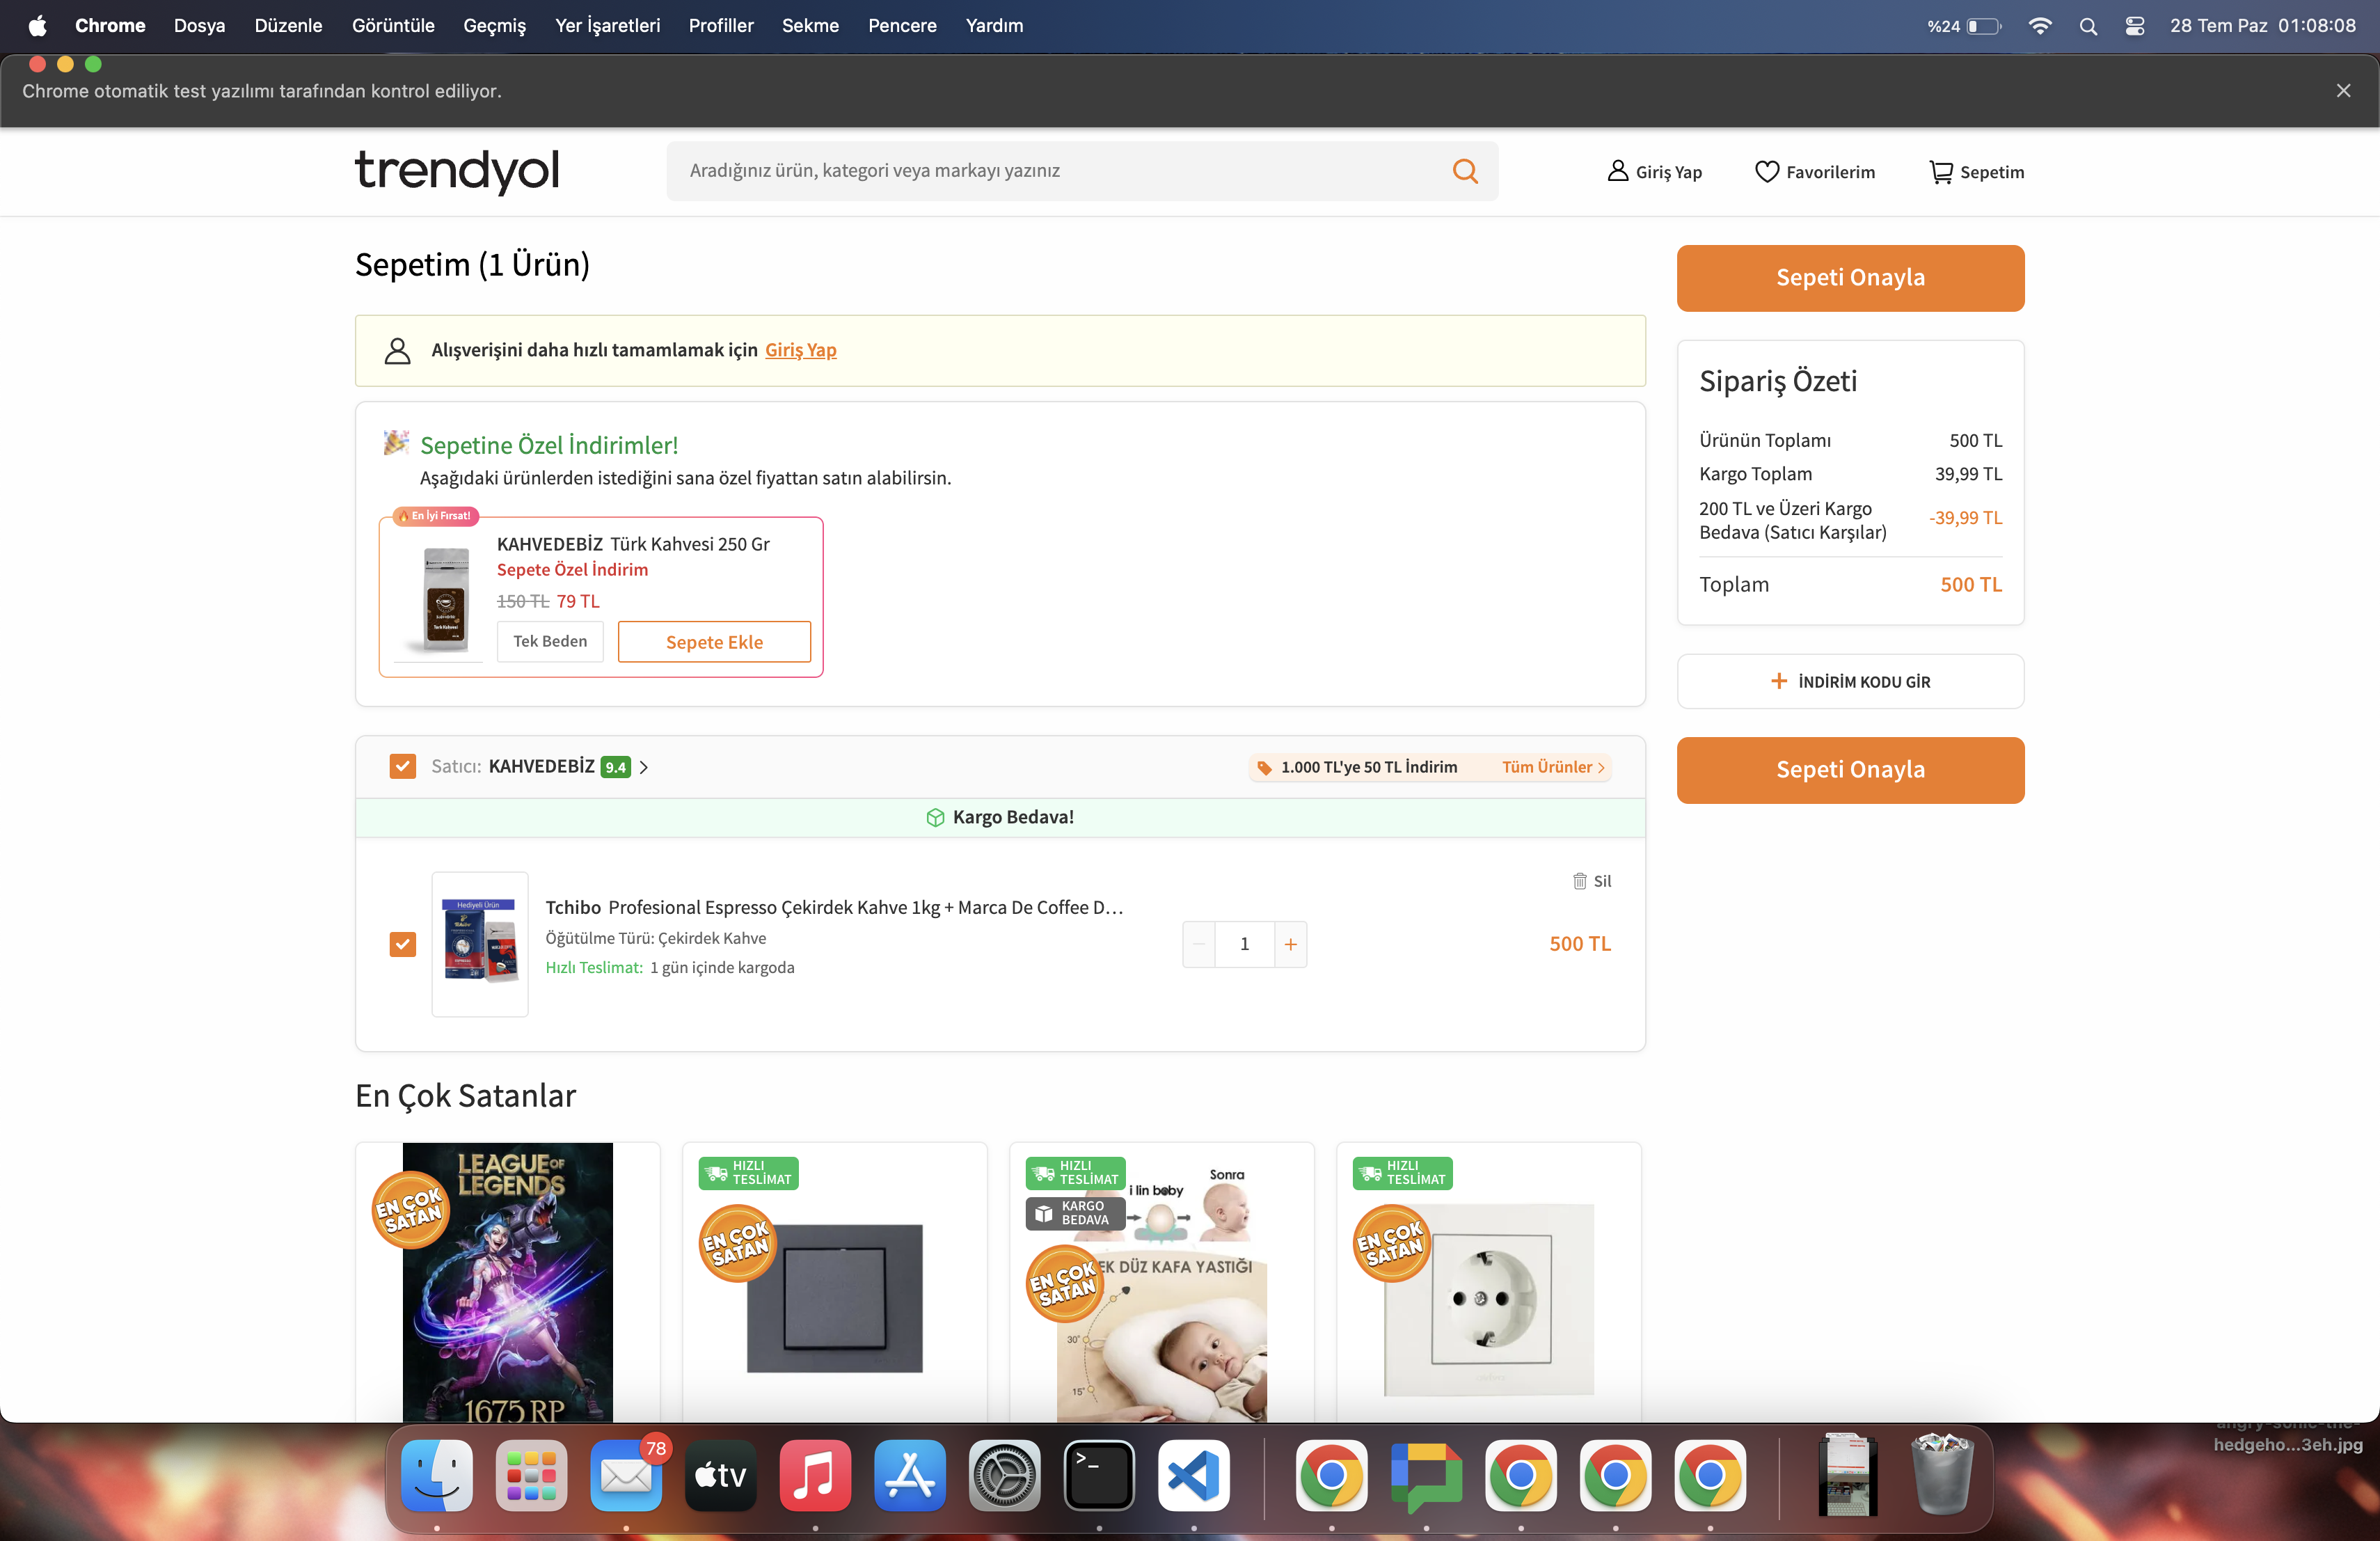 Chrome Dosya Düzenle Görüntüle Geçmiş Yer İşaretleri Profiller Sekme Pencere Yardım %24 28 Tem Paz 01:08:08
Chrome otomatik test yazılımı tarafından kontrol ediliyor.
trendyol
Aradığınız ürün, kategori veya markayı yazınız
Giriş Yap
Favorilerim
Sepetim
Sepetim (1 Ürün)
Alışverişini daha hızlı tamamlamak için Giriş Yap
Sepetine Özel İndirimler!
Aşağıdaki ürünlerden istediğini sana özel fiyattan satın alabilirsin.
En İyi Fırsat!
KAHVEDEBİZ Türk Kahvesi 250 Gr
Sepete Özel İndirim
150 TL 79 TL
Tek Beden
Sepete Ekle
Satıcı: KAHVEDEBİZ 9.4
1.000 TL'ye 50 TL İndirim Tüm Ürünler
Kargo Bedava!
Hediyeli Ürün
Tchibo Profesional Espresso Çekirdek Kahve 1kg + Marca De Coffee D...
Öğütülme Türü: Çekirdek Kahve
Hızlı Teslimat: 1 gün içinde kargoda
1 +
Sil
500 TL
Sepeti Onayla
Sipariş Özeti
Ürünün Toplamı 500 TL
Kargo Toplam 39,99 TL
200 TL ve Üzeri Kargo
Bedava (Satıcı Karşılar) -39,99 TL
Toplam 500 TL
+ İNDİRİM KODU GİR
Sepeti Onayla
En Çok Satanlar
EN ÇOK
SATAN
LEAGUE OF
LEGENDS
1675 RP
HIZLI
TESLİMAT
EN ÇOK
SATAN
HIZLI
TESLİMAT
KARGO
BEDAVA
i lin baby
Sonra
EN ÇOK
SATAN
EK DÜZ KAFA YASTIĞI
30°
15°
HIZLI
TESLİMAT
EN ÇOK
SATAN
78
tv
>_
hedgeho...3eh.jpg